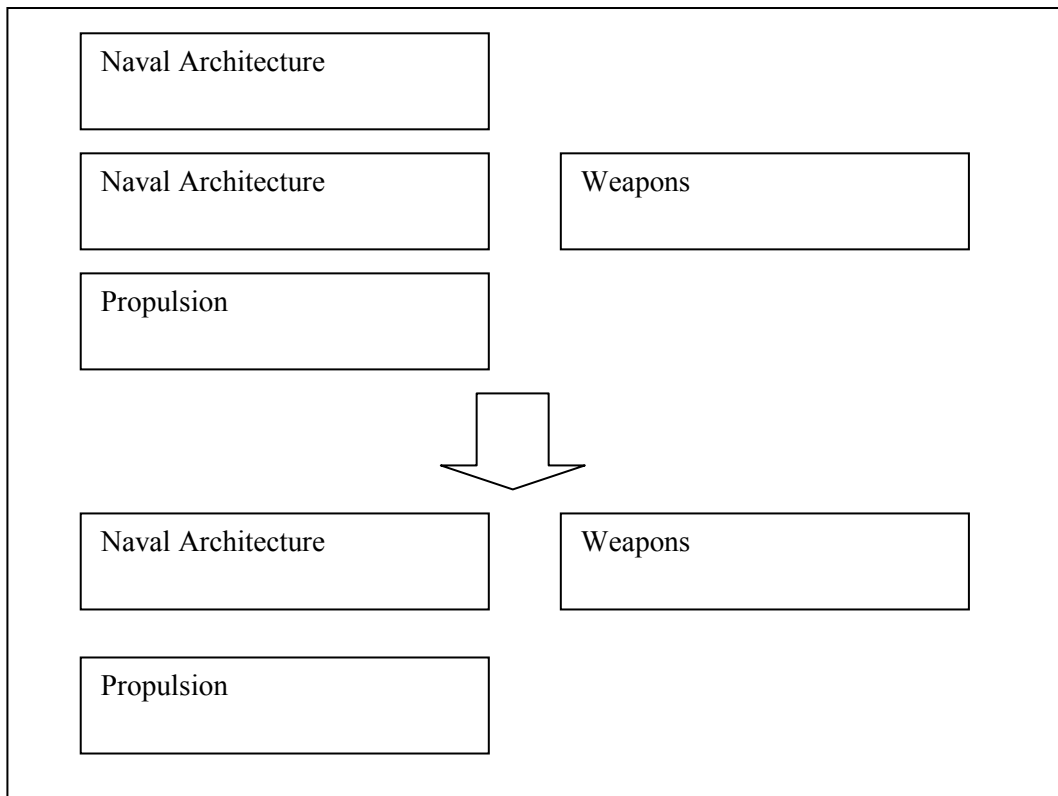 Naval Architecture
Naval Architecture
Weapons
Propulsion
Naval Architecture
Weapons
Propulsion